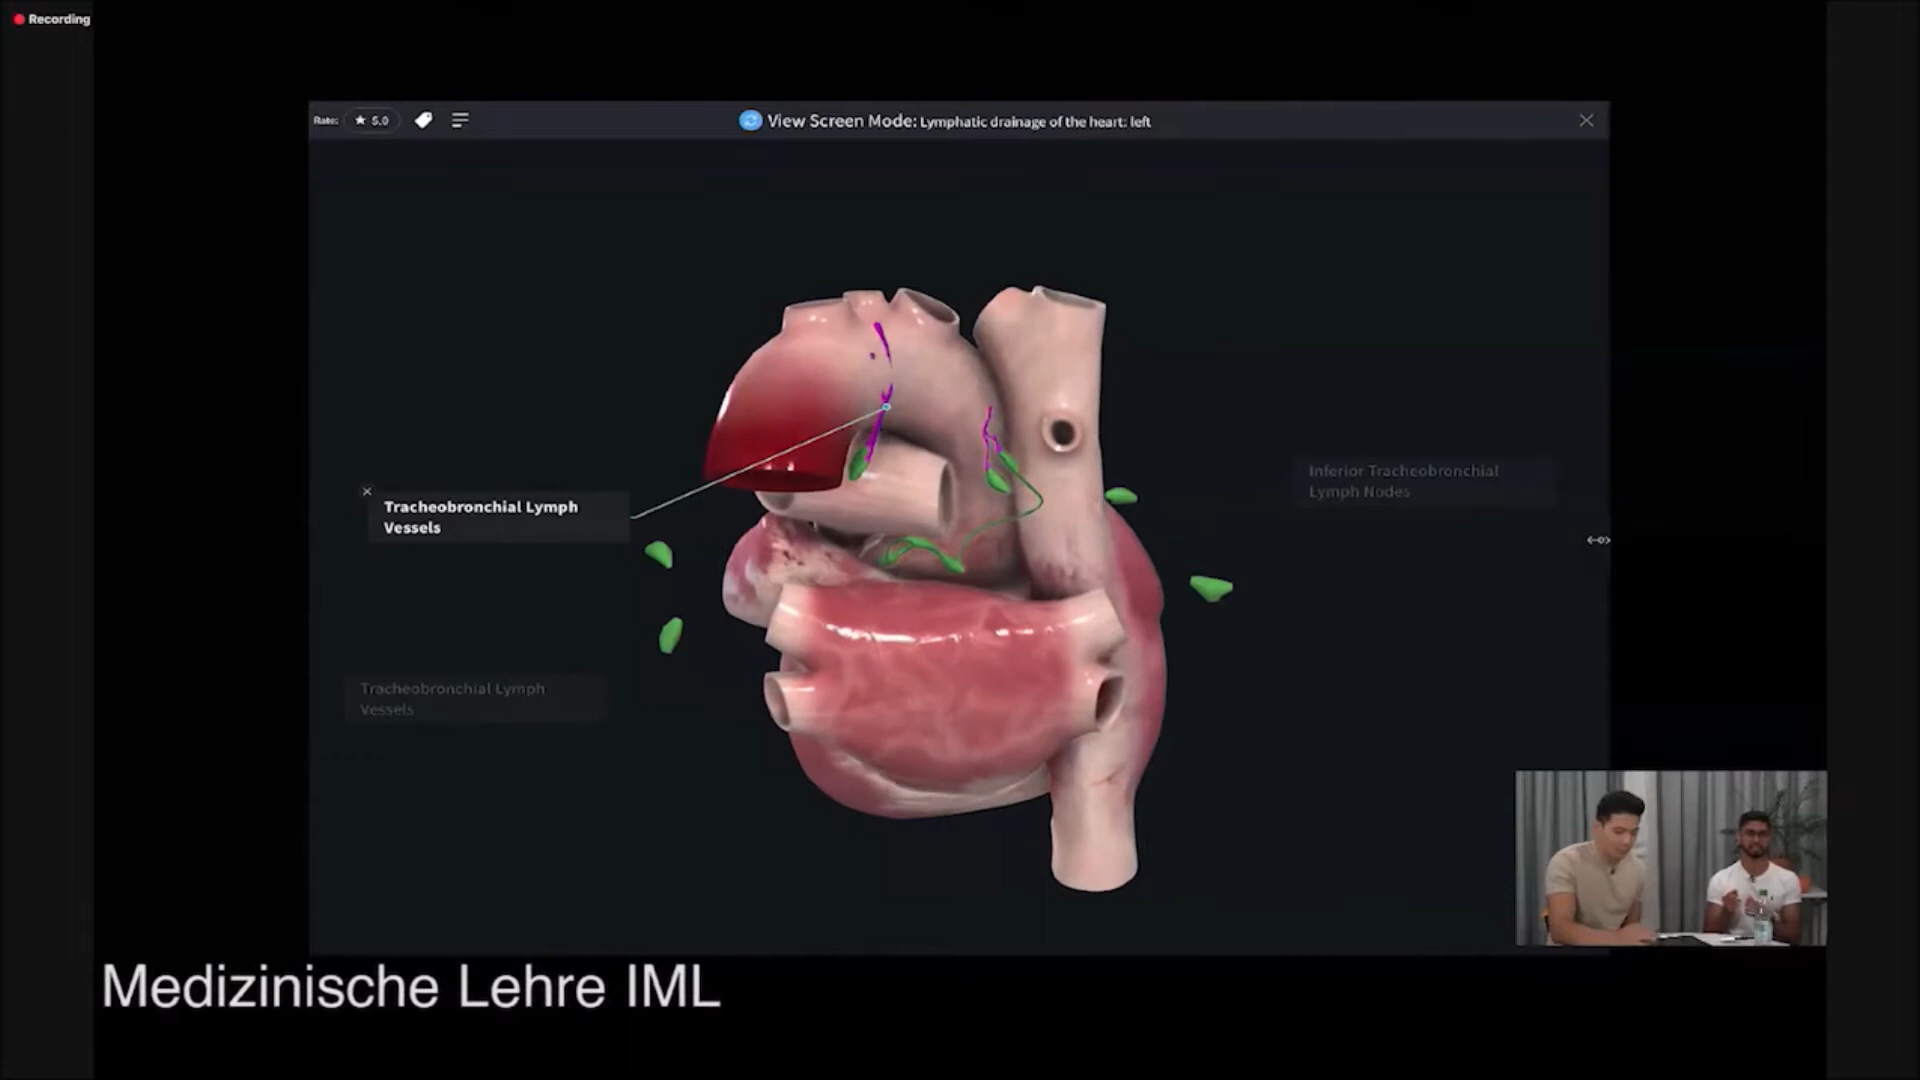 Recording
Rate: ★ 5.0
View Screen Mode: Lymphatic drainage of the heart: left
Tracheobronchial Lymph
Vessels
Inferior Tracheobronchial
Lymph Nodes
Tracheobronchial Lymph
Vessels
Medizinische Lehre IML